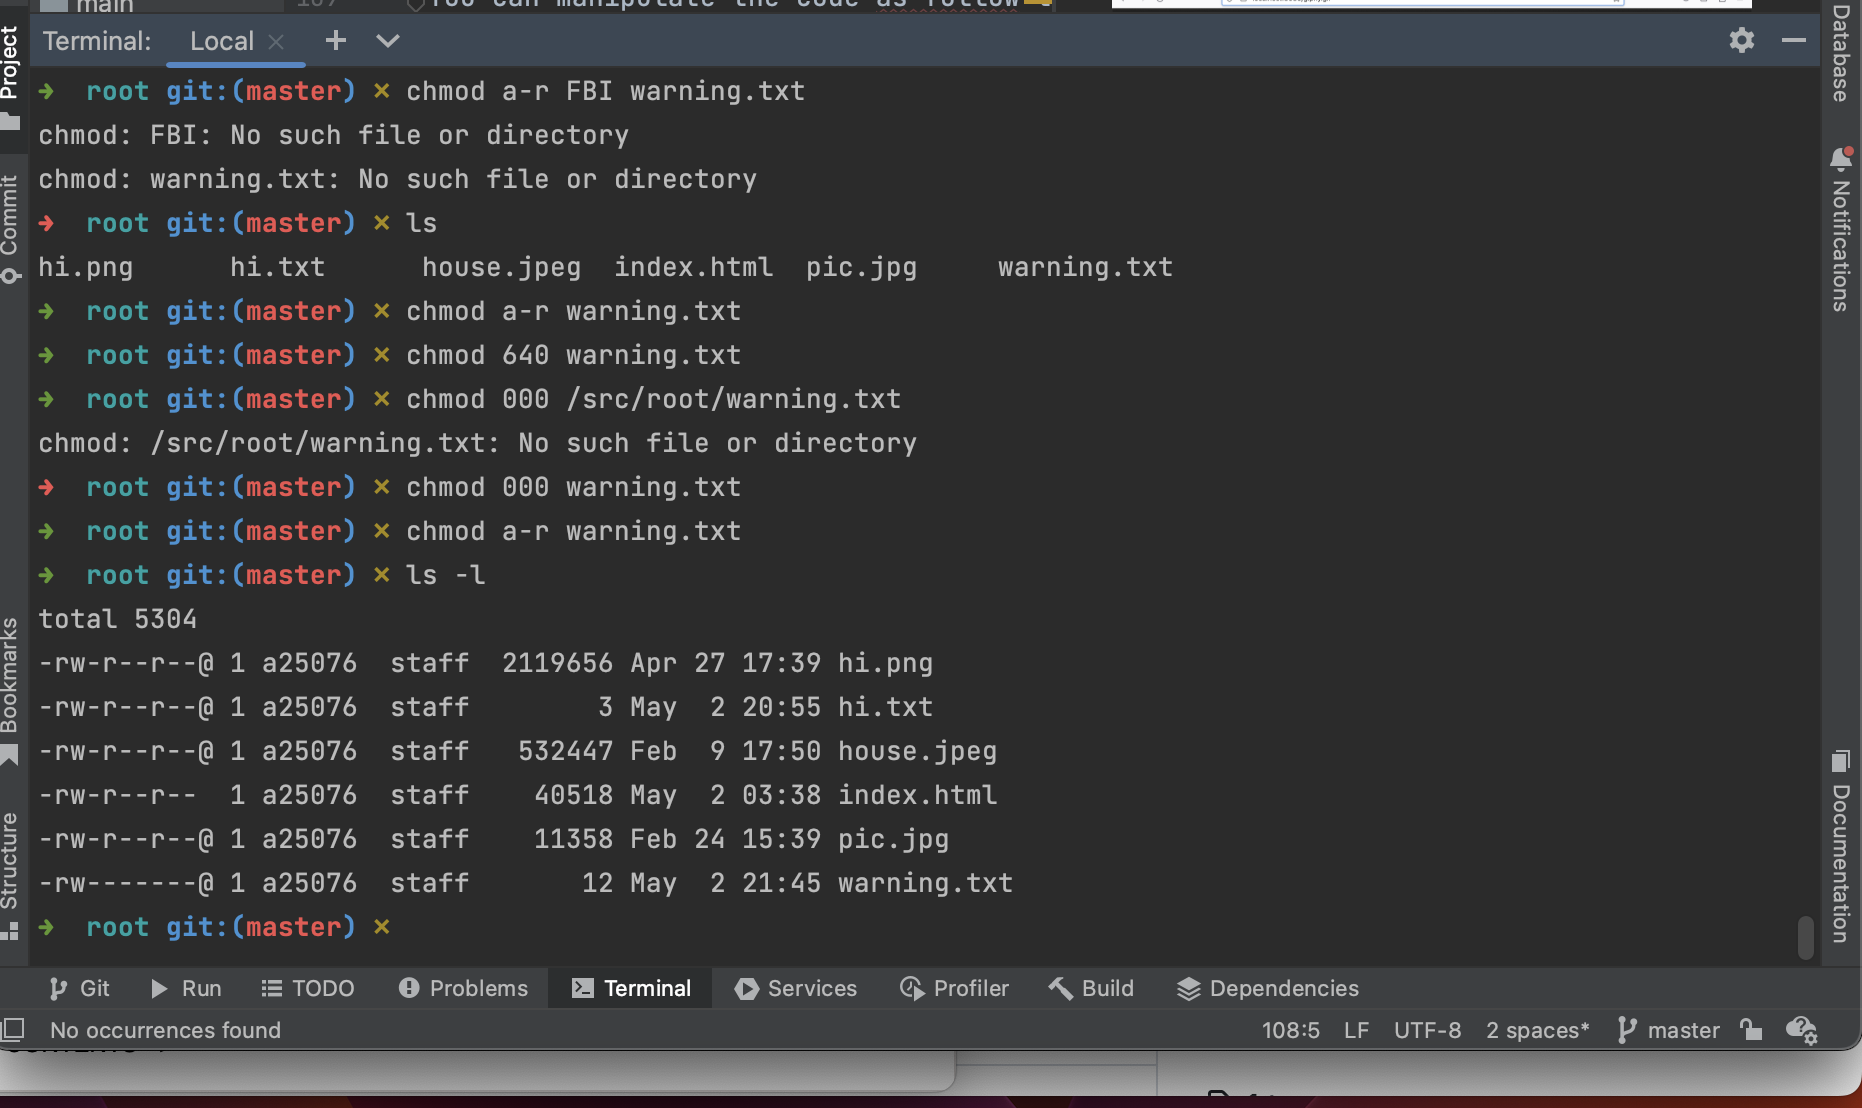 main
107
You can manipulate the code as follow
Terminal: Local × +
→ root git:(master) × chmod a-r FBI warning.txt
chmod: FBI: No such file or directory
chmod: warning.txt: No such file or directory
→ root git:(master) × ls
hi.png hi.txt house.jpeg index.html pic.jpg warning.txt
→ root git:(master) × chmod a-r warning.txt
→ root git:(master) × chmod 640 warning.txt
→ root git:(master) × chmod 000 /src/root/warning.txt
chmod: /src/root/warning.txt: No such file or directory
→ root git:(master) × chmod 000 warning.txt
→ root git:(master) × chmod a-r warning.txt
→ root git:(master) × ls -l
total 5304
-rw-r--r--@ 1 a25076 staff 2119656 Apr 27 17:39 hi.png
-rw-r--r--@ 1 a25076 staff 3 May 2 20:55 hi.txt
-rw-r--r--@ 1 a25076 staff 532447 Feb 9 17:50 house.jpeg
-rw-r--r-- 1 a25076 staff 40518 May 2 03:38 index.html
-rw-r--r--@ 1 a25076 staff 11358 Feb 24 15:39 pic.jpg
-rw-------@ 1 a25076 staff 12 May 2 21:45 warning.txt
→ root git:(master) ×
Project
Commit
Bookmarks
Structure
Database
Notifications
Documentation
Git Run TODO Problems Terminal Services Profiler Build Dependencies
No occurrences found 108:5 LF UTF-8 2 spaces* master